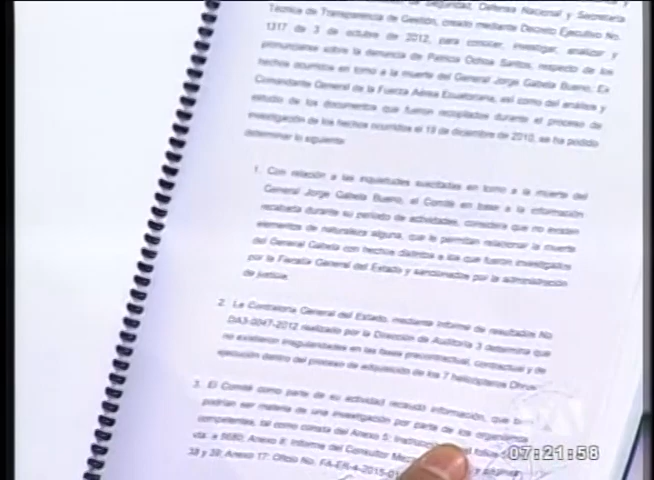 de Seguridad, Defensa Nacional y Secretaría
Técnica de Transparencia de Gestión, creado mediante Decreto Ejecutivo No.
1317 de 3 de octubre de 2012, para conocer, investigar, analizar y
pronunciarse sobre la denuncia de Patricia Ochoa Santos, respecto de los
hechos ocurridos en torno a la muerte del General Jorge Gabela Bueno, Ex
Comandante General de la Fuerza Aérea Ecuatoriana, así como del análisis y
estudio de los documentos que fueron recopilados durante el proceso de
investigación de los hechos ocurridos el 19 de diciembre de 2010, se ha podido
determinar lo siguiente:
1. Con relación a las inquietudes suscitadas en torno a la muerte del
General Jorge Gabela Bueno, el Comité en base a la información
recabada durante su período de actividades, considera que no existen
elementos de naturaleza alguna, que le permitan relacionar la muerte
del General Gabela con hechos distintos a los que fueron investigados
por la Fiscalía General del Estado y sancionados por la administración
de justicia.
2. La Contraloría General del Estado, mediante informe de resultados No.
DA3-0047-2012 realizado por la Dirección de Auditoría 3 determina que
no existieron irregularidades en las fases precontractual, contractual y de
ejecución dentro del proceso de adquisición de los 7 helicópteros Dhruv
3. El Comité como parte de su actividad recaudó información, que
podrían ser materia de una investigación por parte de los organismos
competentes, tal como consta del Anexo 5:
vta. a 6680; Anexo 8: Informe del Consultor
38 y 39; Anexo 17: Oficio No. FA-ER-4-2015-01 y páginas
07:21:58